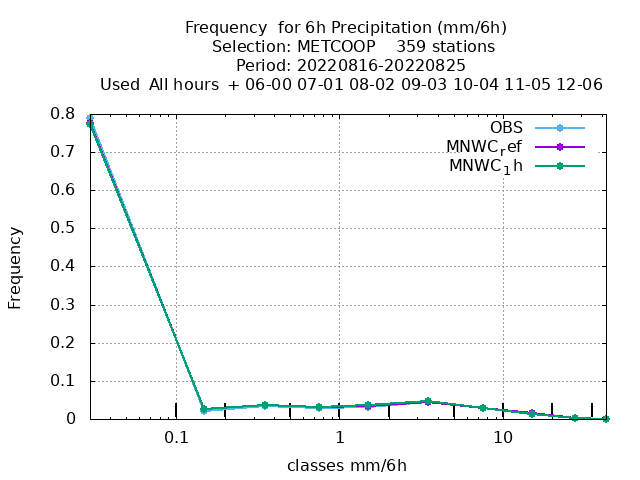 Frequency  for 6h Precipitation (mm/6h)
Selection: METCOOP    359 stations
Period: 20220816-20220825
Used  All hours  + 06-00 07-01 08-02 09-03 10-04 11-05 12-06
OBS
MNWC_ref
MNWC_1h
Frequency
0.8
0.7
0.6
0.5
0.4
0.3
0.2
0.1
0
0.1
1
10
classes mm/6h